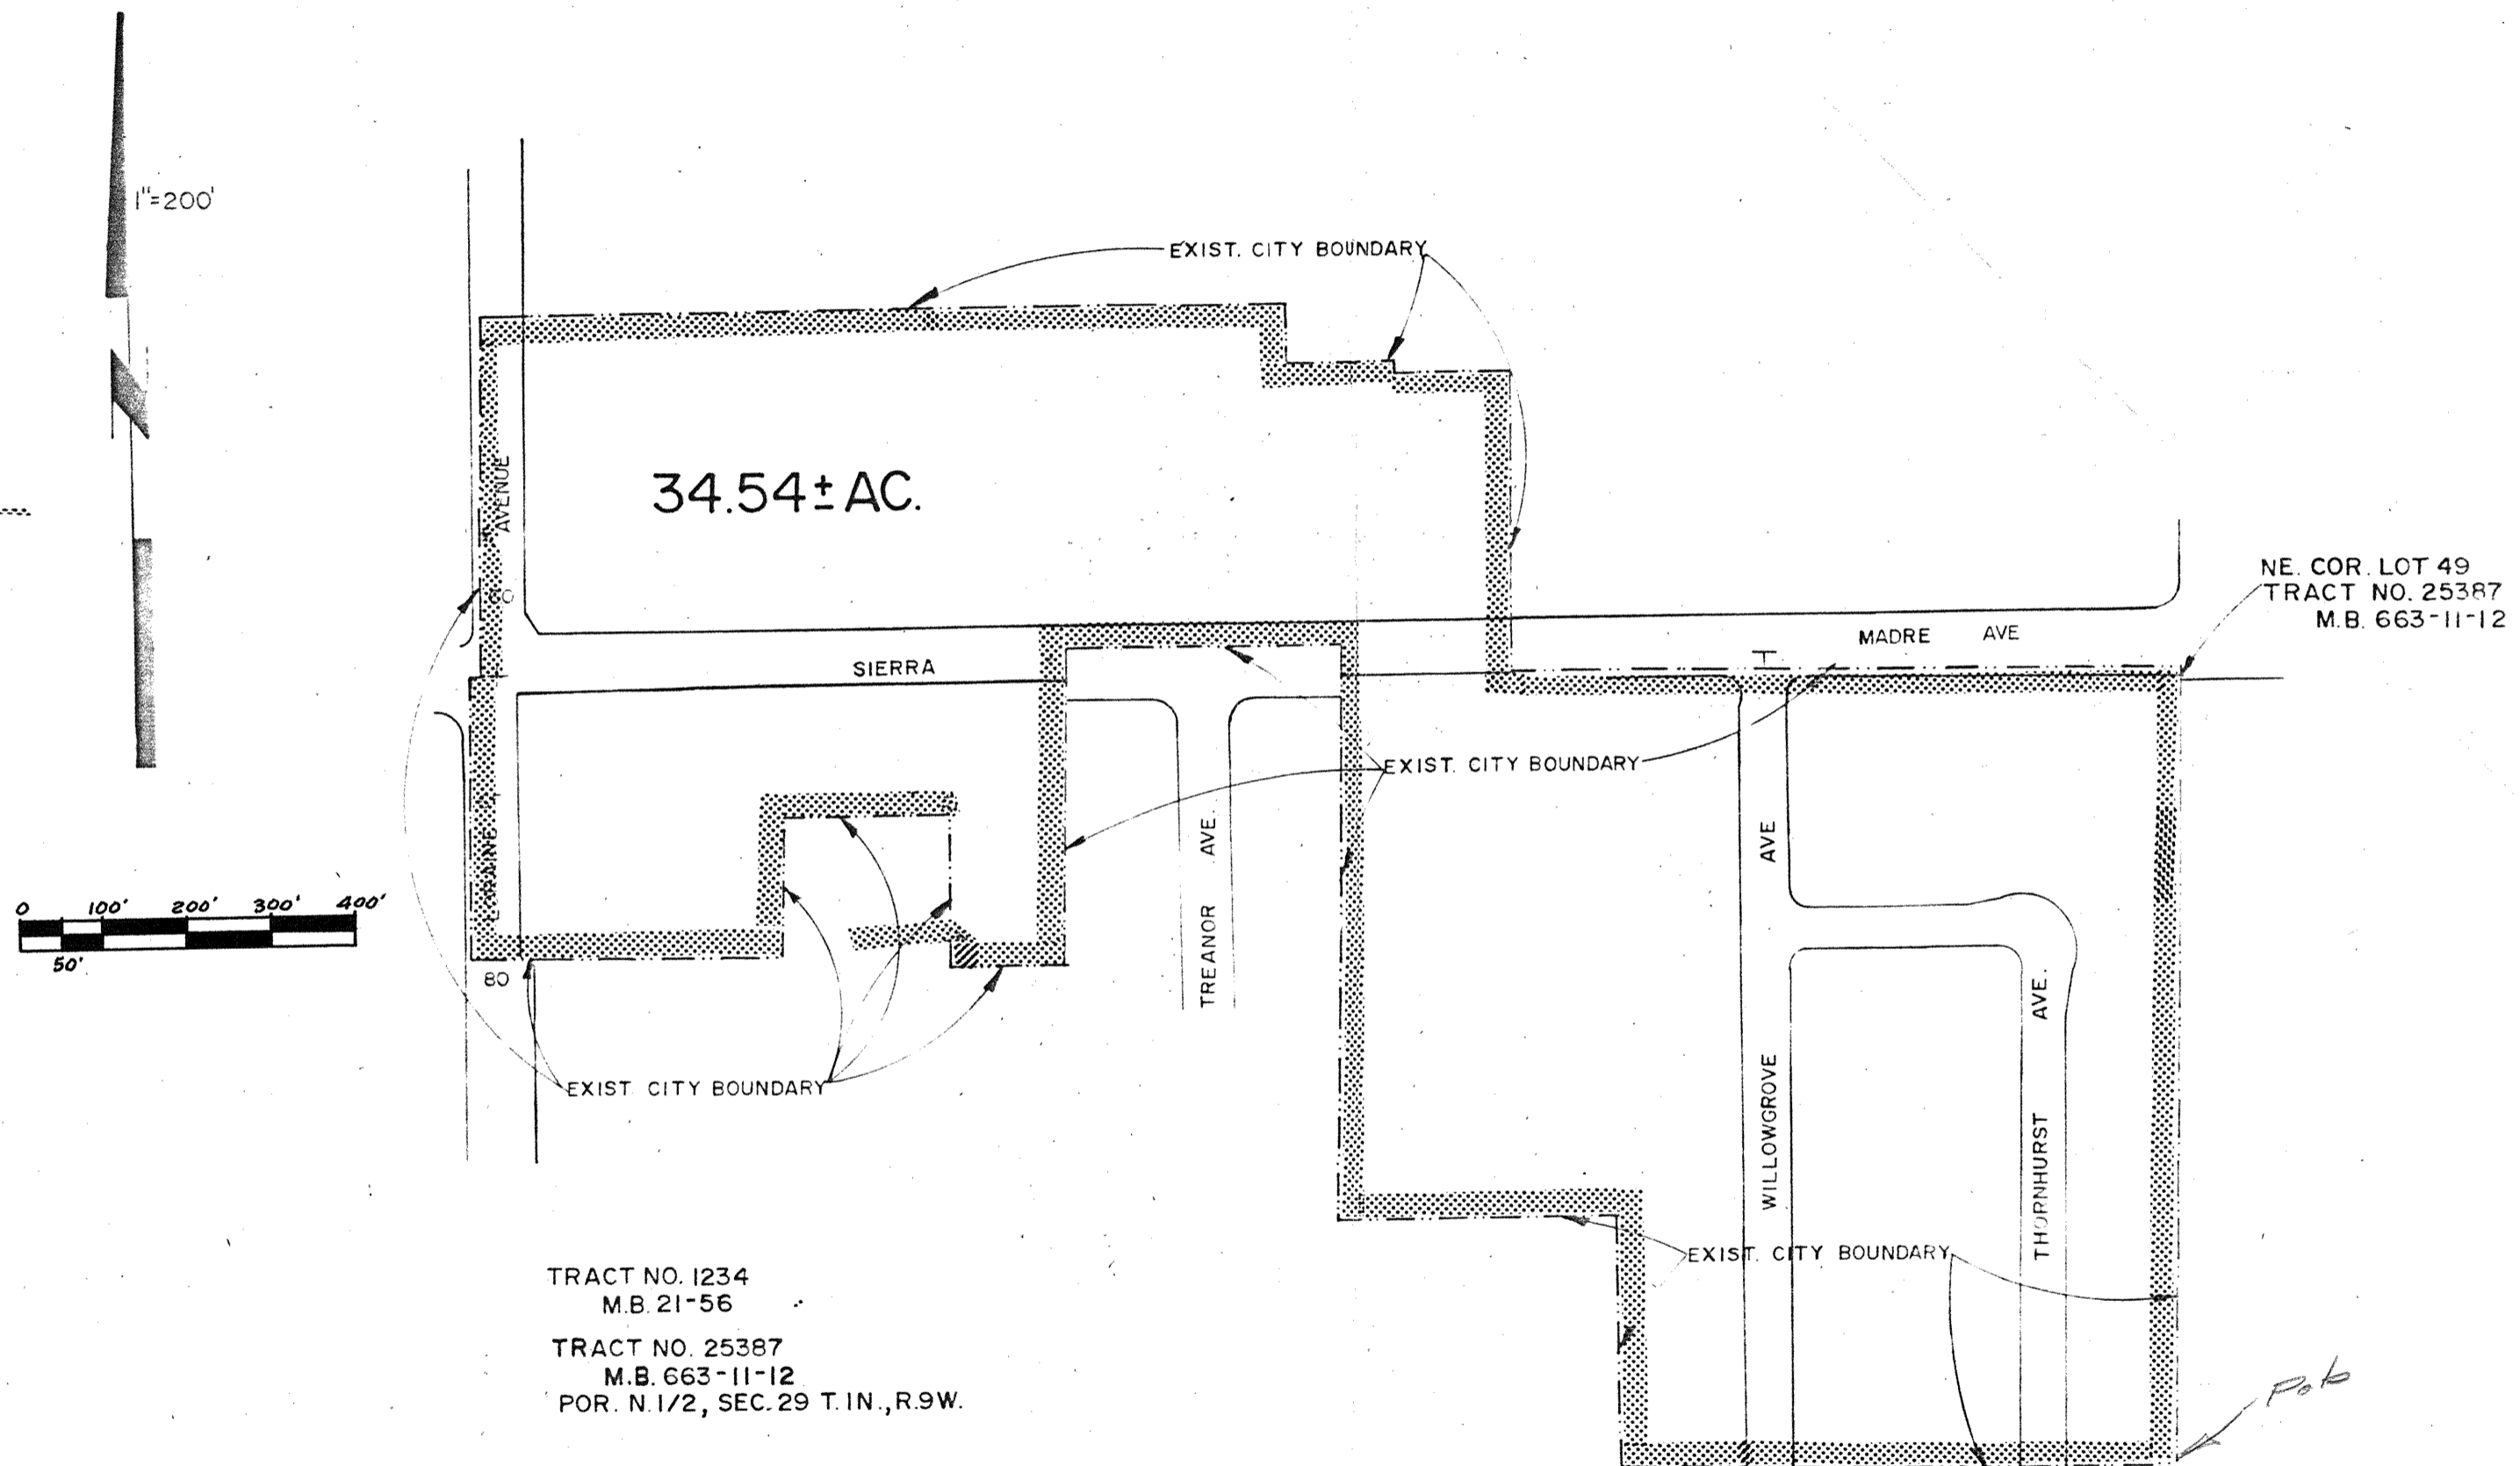 1"=200'
EXIST. CITY BOUNDARY
34.54± AC.
AVENUE
60
NE. COR. LOT 49
TRACT NO. 25387
M.B. 663-11-12
MADRE AVE
SIERRA
EXIST. CITY BOUNDARY
TREANOR AVE.
AVE
WILLOWGROVE
THORNHURST AVE.
0 100' 200' 300' 400'
50'
80
EXIST. CITY BOUNDARY
EXIST. CITY BOUNDARY
TRACT NO. 1234
M.B. 21-56
TRACT NO. 25387
M.B. 663-11-12
POR. N.1/2, SEC. 29 T.1N., R.9W.
P.o.b